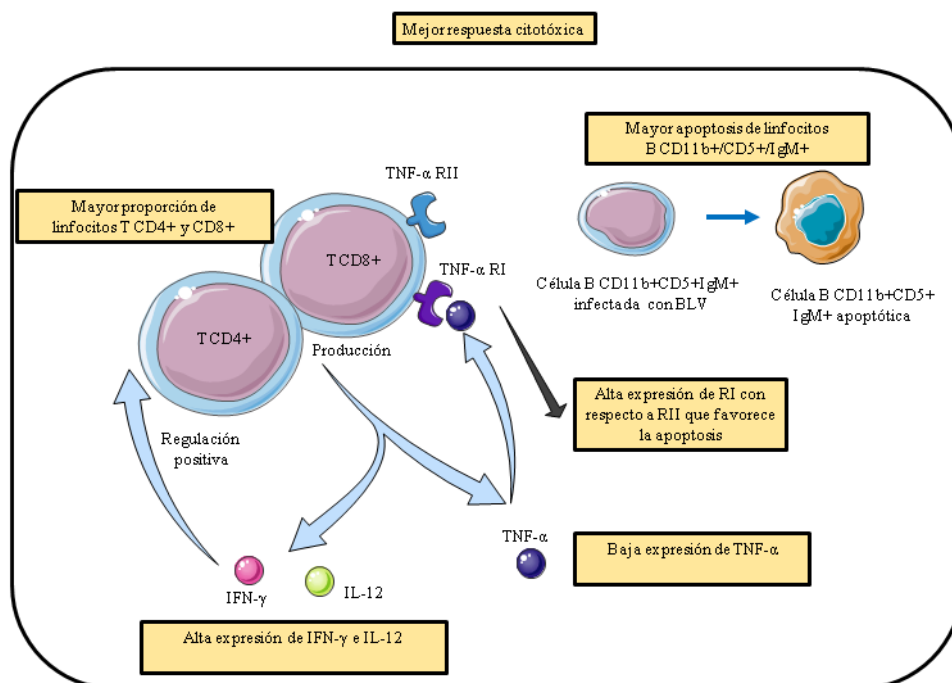 Mejor respuesta citotóxica
Mayor apoptosis de linfocitos
B CD11b+/CD5+/IgM+
TNF-α RII
Mayor proporción de
linfocitos T CD4+ y CD8+
TCD8+
TNF-α RI
Célula B CD11b+CD5+IgM+
infectada con BLV
Célula B CD11b+CD5+
IgM+ apoptótica
TCD4+
Producción
Alta expresión de RI con
respecto a RII que favorece
la apoptosis
Regulación
positiva
TNF-α
Baja expresión de TNF-α
IFN-γ
IL-12
Alta expresión de IFN-γ e IL-12